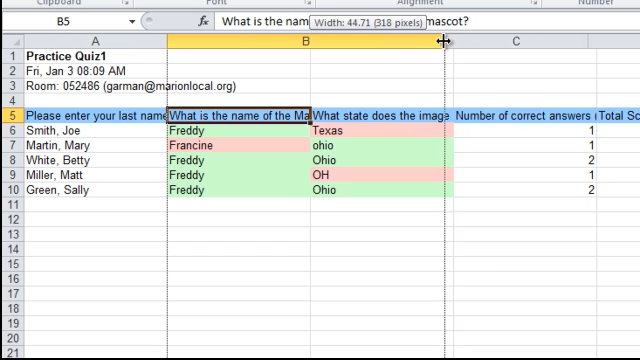 Clipboard Font Alignment Number
B5 fx What is the nam Width: 44.71 (318 pixels) mascot?
A B C
1 Practice Quiz1
2 Fri, Jan 3 08:09 AM
3 Room: 052486 (garman@marionlocal.org)
4
5 Please enter your last name What is the name of the Ma What state does the image Number of correct answers Total Sc
6 Smith, Joe Freddy Texas 1
7 Martin, Mary Francine ohio 1
8 White, Betty Freddy Ohio 2
9 Miller, Matt Freddy OH 1
10 Green, Sally Freddy Ohio 2
11
12
13
14
15
16
17
18
19
20
21